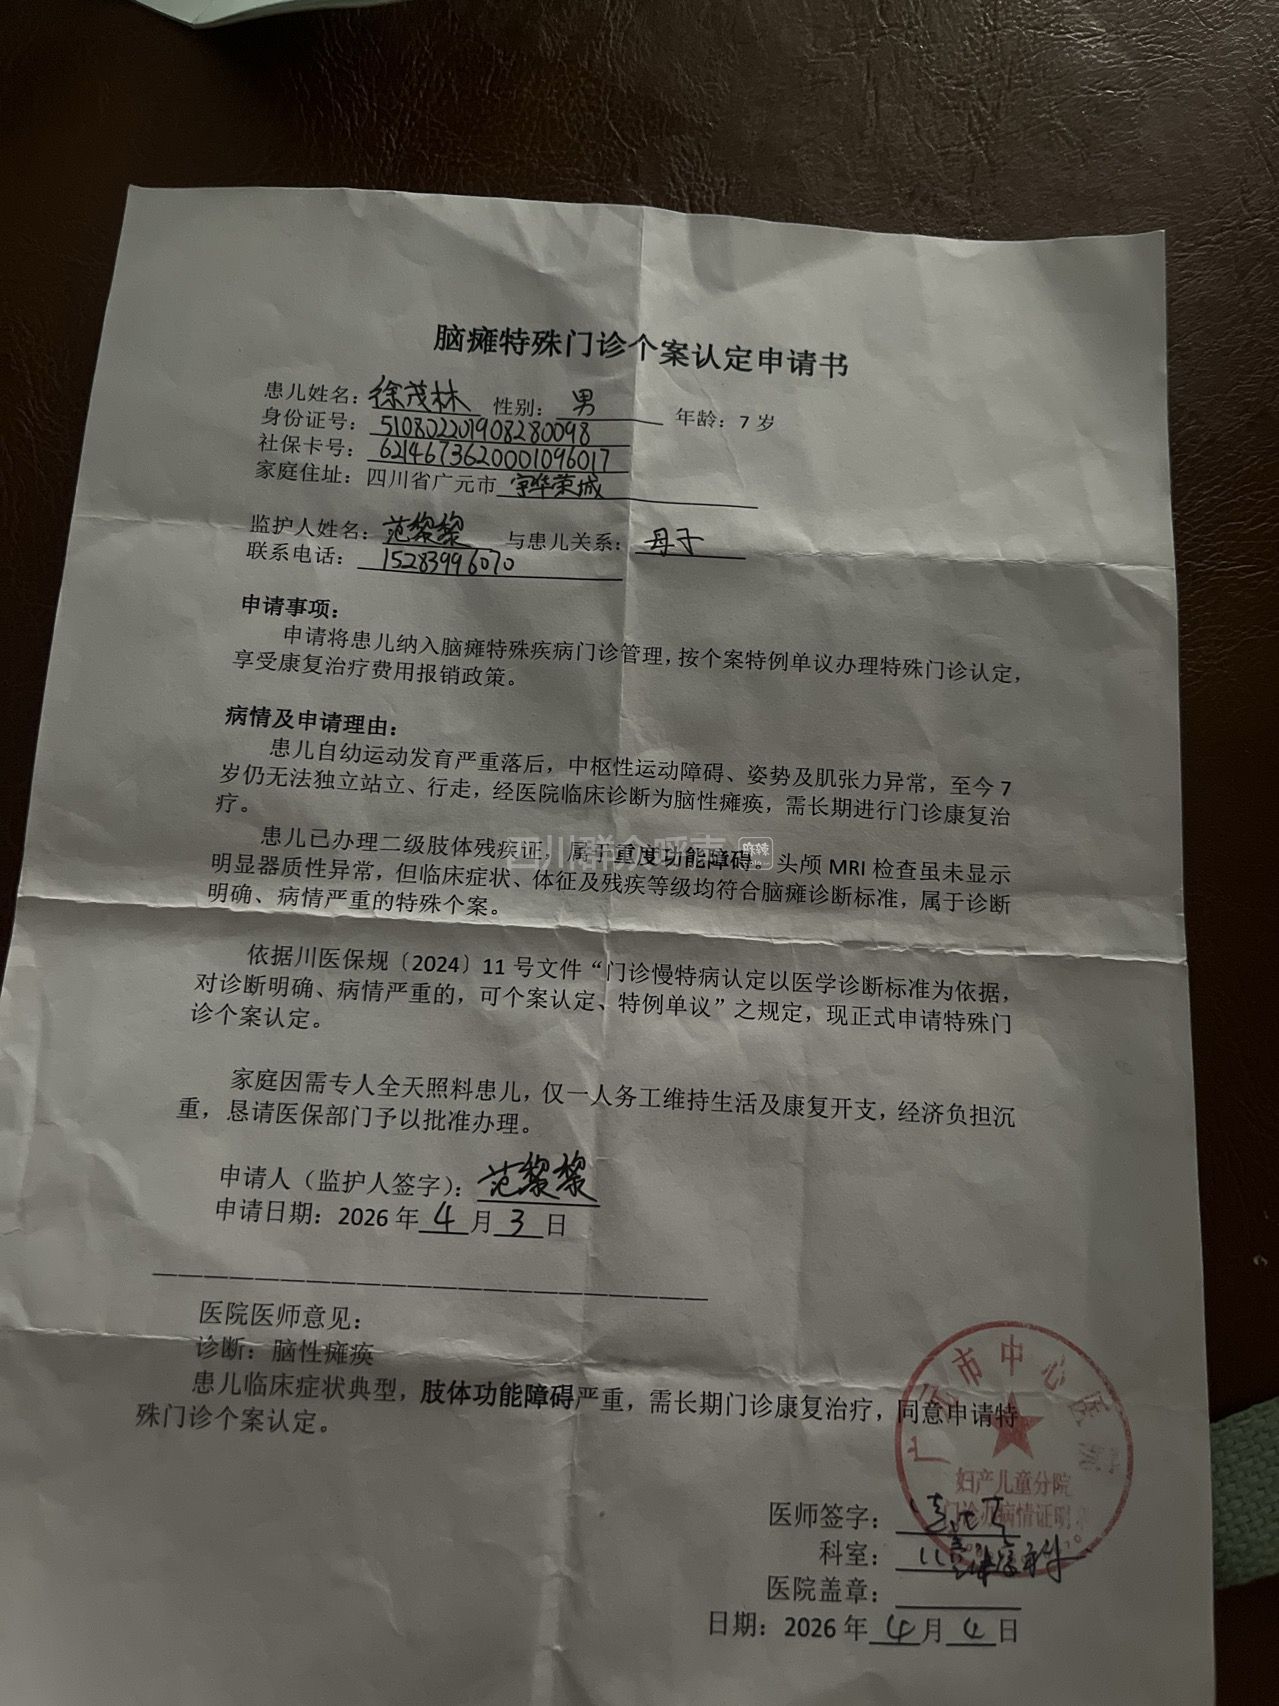 脑瘫特殊门诊个案认定申请书
患儿姓名：徐茂林 性别：男 年龄：7岁
身份证号：510802201908280098
社保卡号：6214673620001096017
家庭住址：四川省广元市 宇华荣城
监护人姓名：范黎黎 与患儿关系：母子
联系电话：15283996070
申请事项：
申请将患儿纳入脑瘫特殊疾病门诊管理，按个案特例单议办理特殊门诊认定，
享受康复治疗费用报销政策。
病情及申请理由：
患儿自幼运动发育严重落后，中枢性运动障碍、姿势及肌张力异常，至今7
岁仍无法独立站立、行走，经医院临床诊断为脑性瘫痪，需长期进行门诊康复治
疗。
患儿已办理二级肢体残疾证，属于重度功能障碍。头颅MRI检查虽未显示
明显器质性异常，但临床症状、体征及残疾等级均符合脑瘫诊断标准，属于诊断
明确、病情严重的特殊个案。
四川群众呼索
依据川医保规〔2024〕11号文件“门诊慢特病认定以医学诊断标准为依据，
对诊断明确、病情严重的，可个案认定、特例单议”之规定，现正式申请特殊门
诊个案认定。
家庭因需专人全天照料患儿，仅一人务工维持生活及康复开支，经济负担沉
重，恳请医保部门予以批准办理。
申请人（监护人签字）：范黎黎
申请日期：2026年4月3日
医院医师意见：
诊断：脑性瘫痪
患儿临床症状典型，肢体功能障碍严重，需长期门诊康复治疗，同意申请特
殊门诊个案认定。
市中心医院
妇产儿童分院
门诊办病情证明
医师签字：
科室：
医院盖章：
日期：2026年4月4日